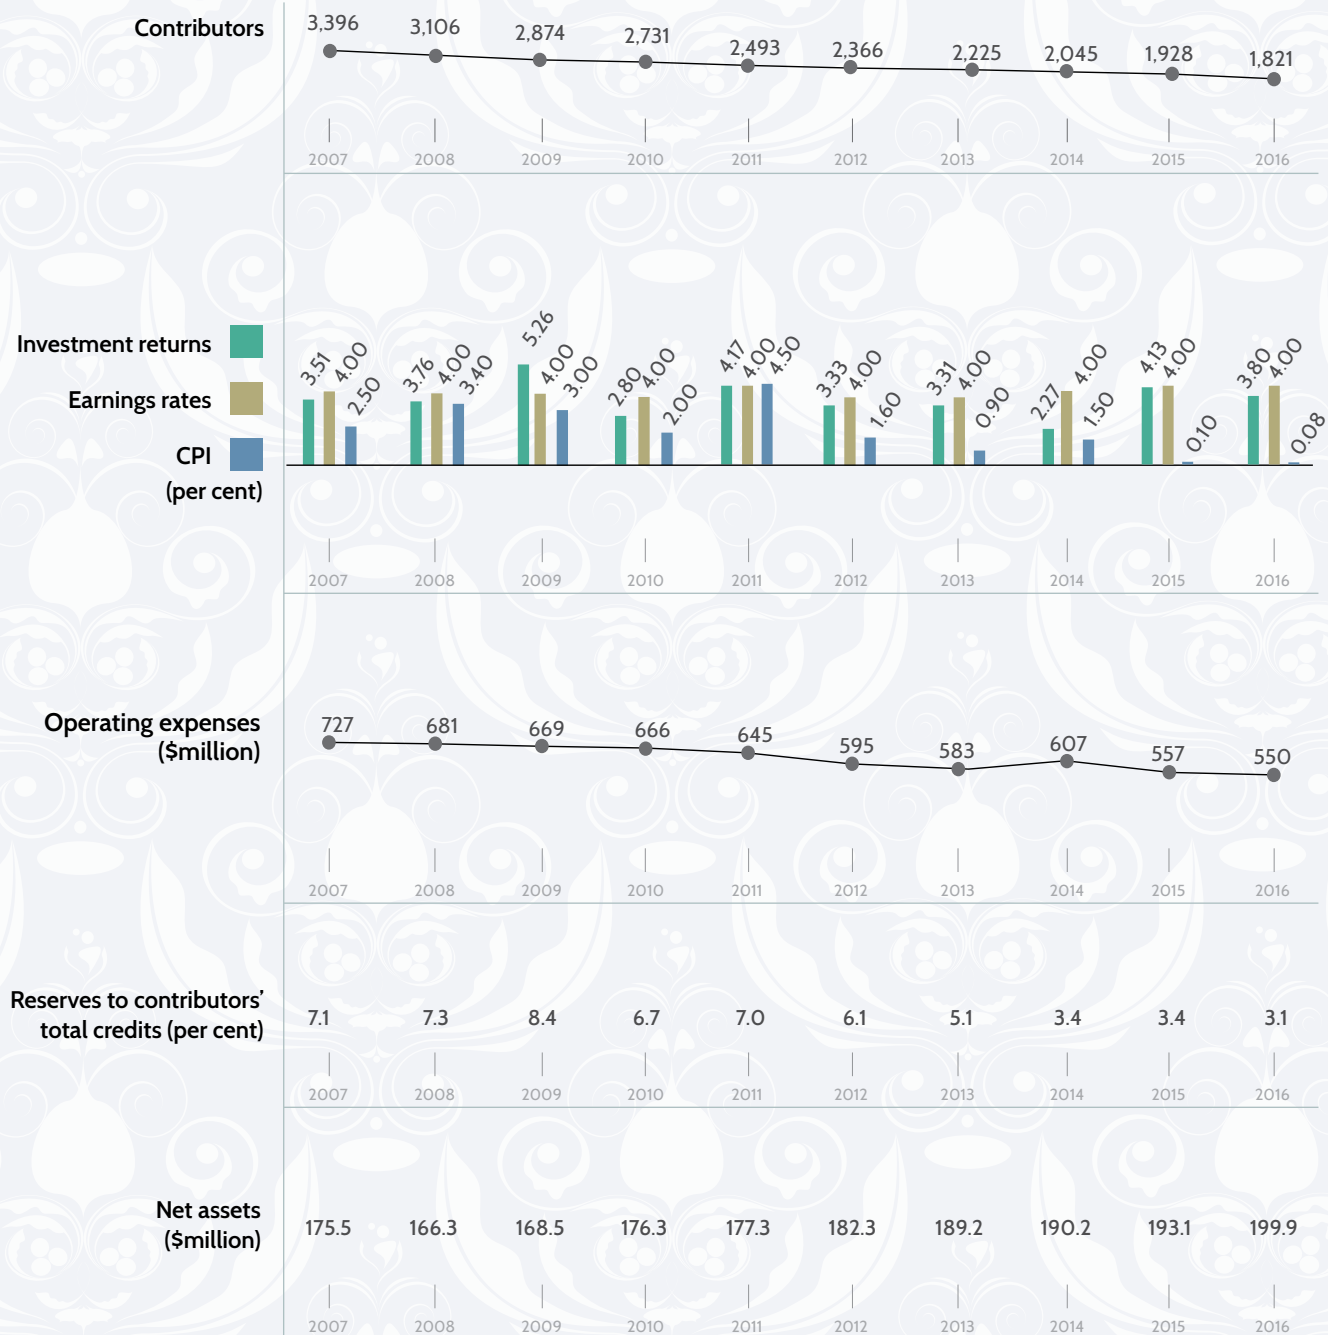 Contributors
3,396 3,106 2,874 2,731 2,493 2,366 2,225 2,045 1,928 1,821
2007 2008 2009 2010 2011 2012 2013 2014 2015 2016
Investment returns
Earnings rates
CPI
(per cent)
3.51 4.00 2.50 3.76 4.00 3.40 5.26 4.00 3.00 2.80 4.00 2.00 4.17 4.00 4.50 3.33 4.00 1.60 3.31 4.00 0.90 2.27 4.00 1.50 4.13 4.00 0.10 3.80 4.00 0.08
2007 2008 2009 2010 2011 2012 2013 2014 2015 2016
Operating expenses
($million)
727 681 669 666 645 595 583 607 557 550
2007 2008 2009 2010 2011 2012 2013 2014 2015 2016
Reserves to contributors’
total credits (per cent)
7.1 7.3 8.4 6.7 7.0 6.1 5.1 3.4 3.4 3.1
2007 2008 2009 2010 2011 2012 2013 2014 2015 2016
Net assets
($million)
175.5 166.3 168.5 176.3 177.3 182.3 189.2 190.2 193.1 199.9
2007 2008 2009 2010 2011 2012 2013 2014 2015 2016